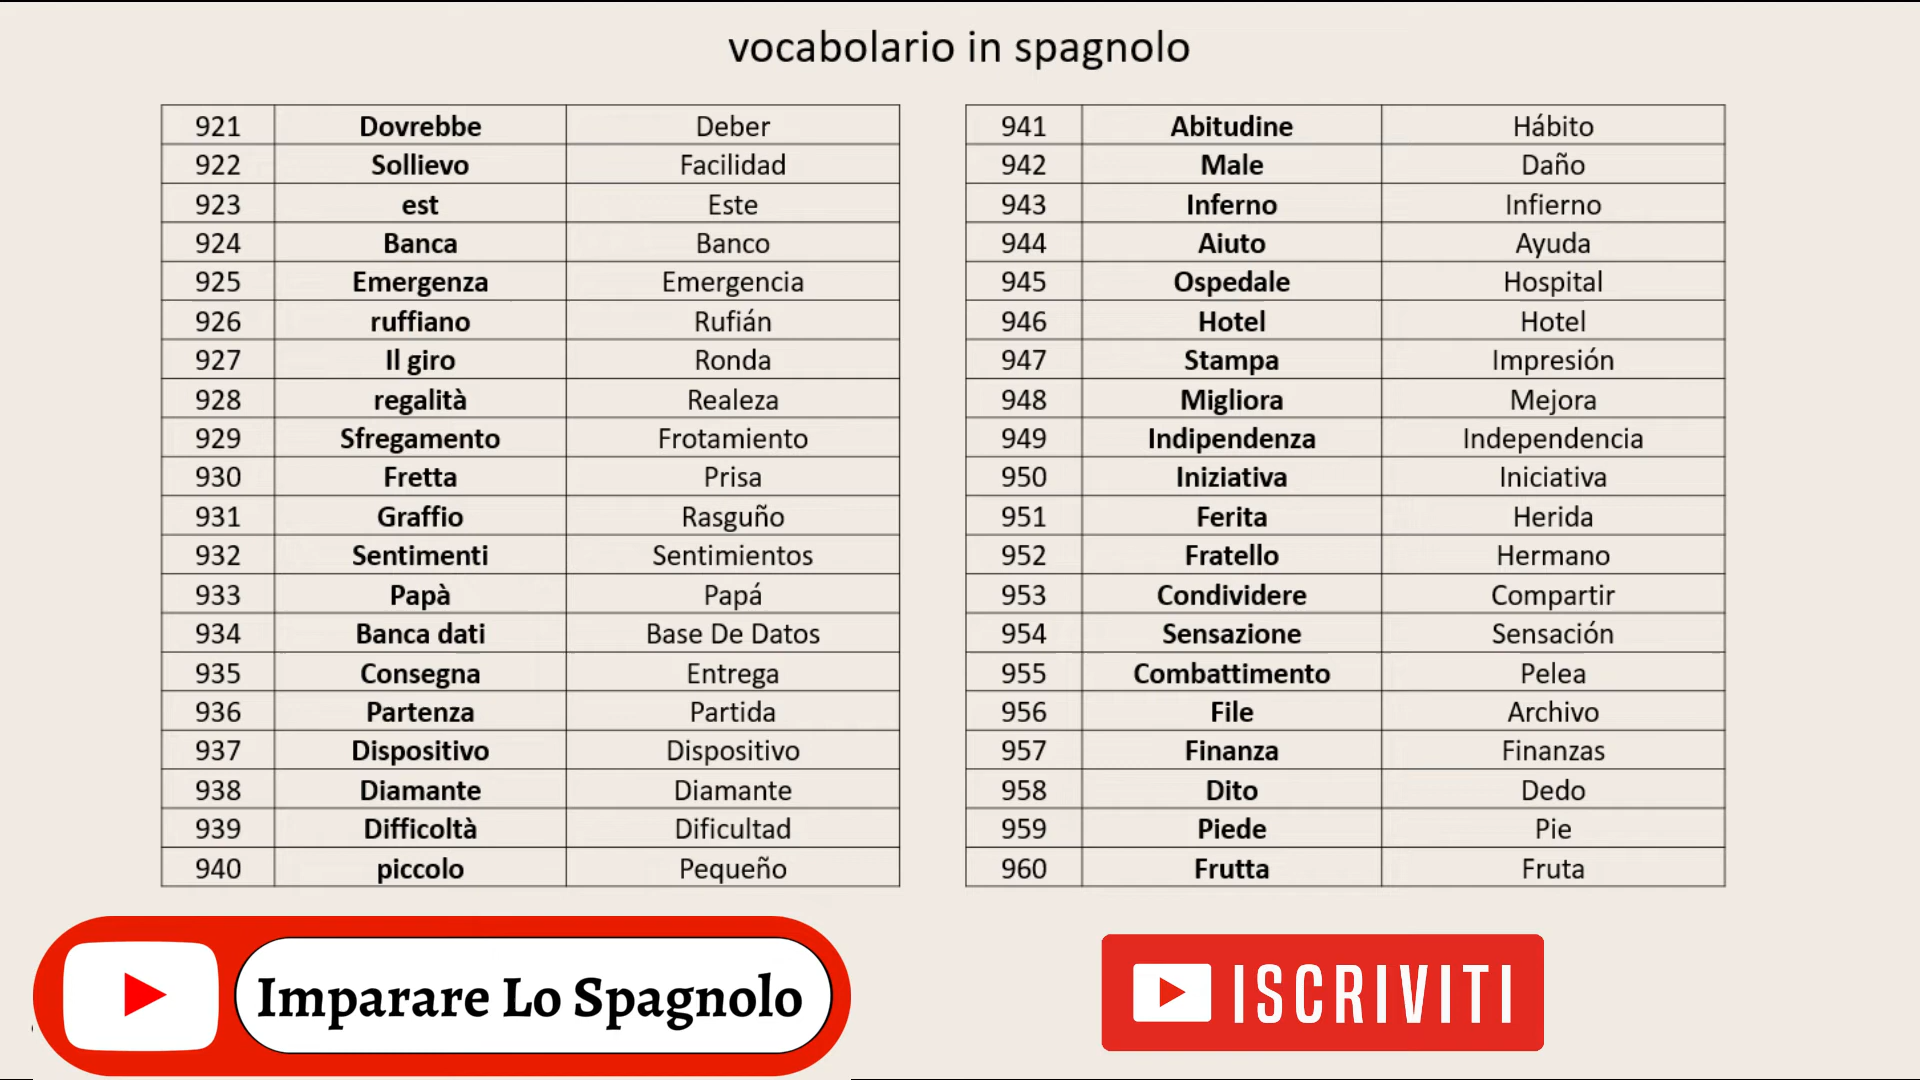 vocabolario in spagnolo
921 Dovrebbe Deber
922 Sollievo Facilidad
923 est Este
924 Banca Banco
925 Emergenza Emergencia
926 ruffiano Rufián
927 Il giro Ronda
928 regalità Realeza
929 Sfregamento Frotamiento
930 Fretta Prisa
931 Graffio Rasguño
932 Sentimenti Sentimientos
933 Papà Papá
934 Banca dati Base De Datos
935 Consegna Entrega
936 Partenza Partida
937 Dispositivo Dispositivo
938 Diamante Diamante
939 Difficoltà Dificultad
940 piccolo Pequeño
941 Abitudine Hábito
942 Male Daño
943 Inferno Infierno
944 Aiuto Ayuda
945 Ospedale Hospital
946 Hotel Hotel
947 Stampa Impresión
948 Migliora Mejora
949 Indipendenza Independencia
950 Iniziativa Iniciativa
951 Ferita Herida
952 Fratello Hermano
953 Condividere Compartir
954 Sensazione Sensación
955 Combattimento Pelea
956 File Archivo
957 Finanza Finanzas
958 Dito Dedo
959 Piede Pie
960 Frutta Fruta
Imparare Lo Spagnolo
ISCRIVITI